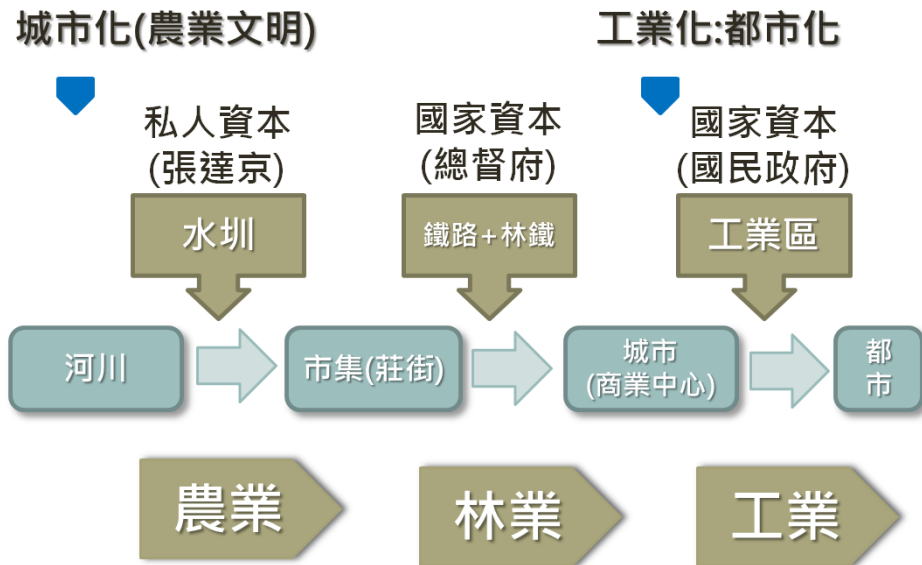 城市化(農業文明)
工業化:都市化
私人資本
(張達京)
國家資本
(總督府)
國家資本
(國民政府)
水圳
鐵路+林鐵
工業區
河川
市集(莊街)
城市
(商業中心)
都
市
農業
林業
工業